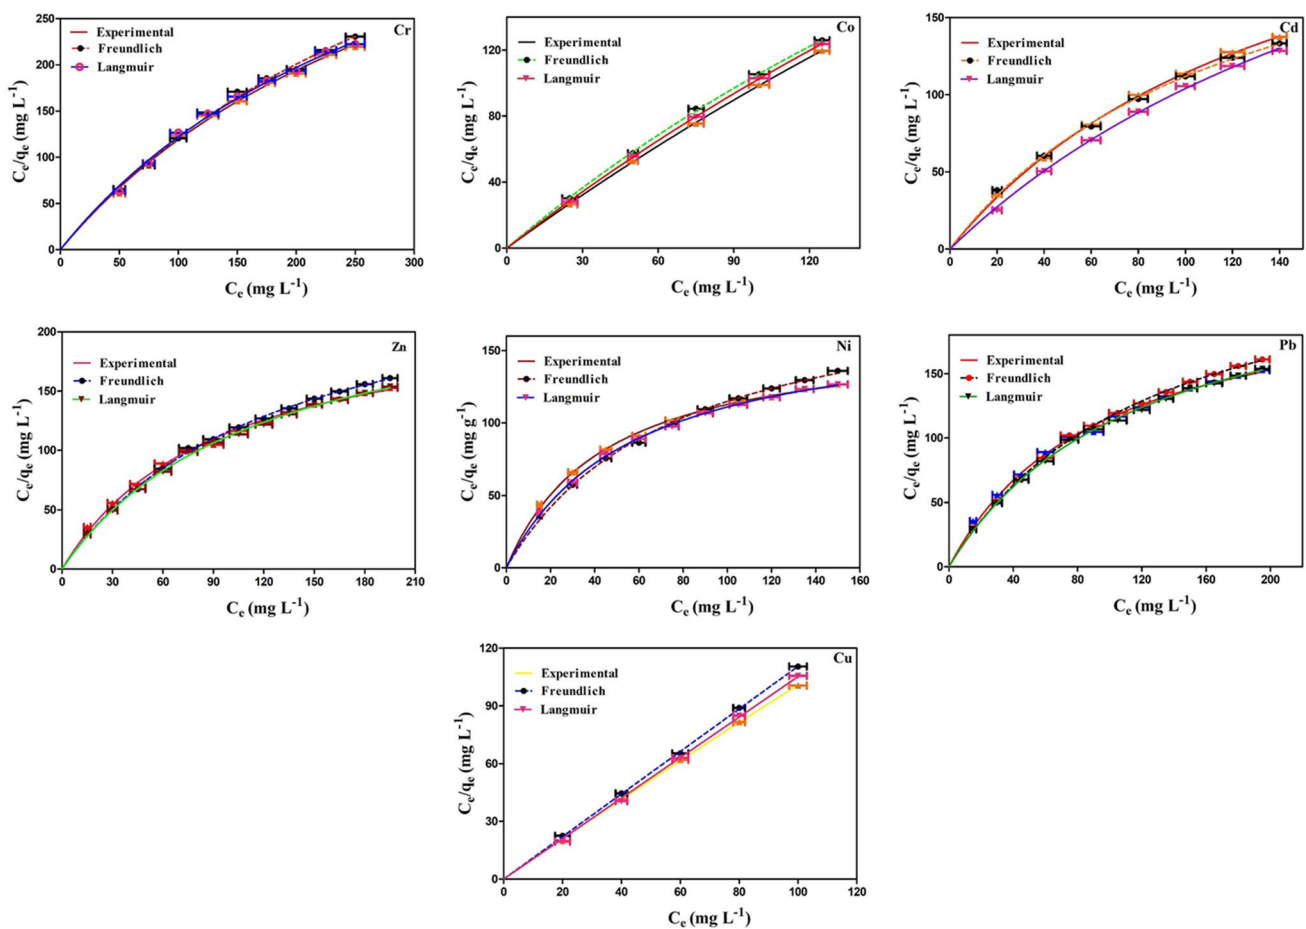 Cr
Experimental
Freundlich
Langmuir
250
200
150
100
50
0
Ce/qe (mg L-1)
0 50 100 150 200 250 300
Ce (mg L-1)
Co
Experimental
Freundlich
Langmuir
120
80
40
0
Ce/qe (mg L-1)
0 30 60 90 120
Ce (mg L-1)
Cd
Experimental
Freundlich
Langmuir
150
100
50
0
Ce/qe (mg L-1)
0 20 40 60 80 100 120 140
Ce (mg L-1)
Zn
Experimental
Freundlich
Langmuir
200
150
100
50
0
Ce/qe (mg L-1)
0 30 60 90 120 150 180 210
Ce (mg L-1)
Ni
Experimental
Freundlich
Langmuir
150
100
50
0
Ce/qe (mg g-1)
0 20 40 60 80 100 120 140 160
Ce (mg L-1)
Pb
Experimental
Freundlich
Langmuir
150
100
50
0
Ce/qe (mg L-1)
0 40 80 120 160 200
Ce (mg L-1)
Cu
Experimental
Freundlich
Langmuir
120
90
60
30
0
Ce/qe (mg L-1)
0 20 40 60 80 100 120
Ce (mg L-1)